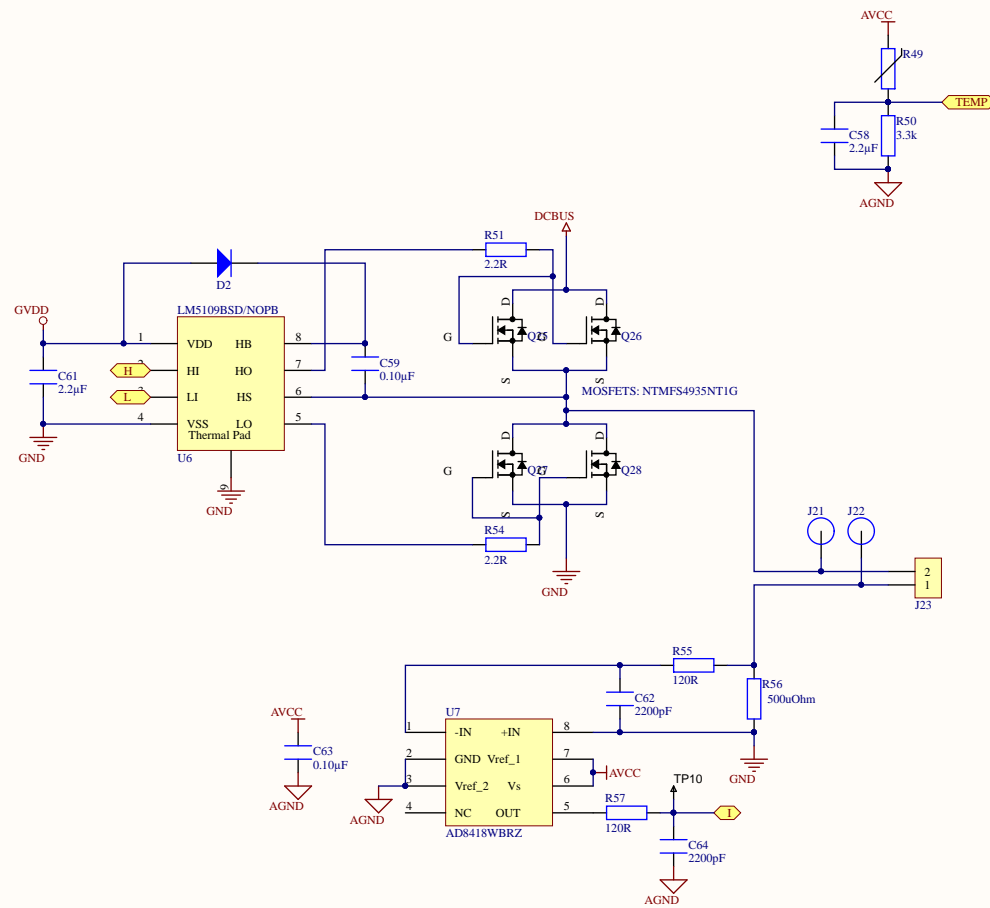 AVCC
R49
TEMP
R50
3.3k
C58
2.2µF
AGND
DCBUS
R51
2.2R
D2
GVDD
LM5109BSD/NOPB
1 VDD HB 8
HI HO 7
LI HS 6
4 VSS LO 5
Thermal Pad
U6
9
GND
H
L
C61
2.2µF
GND
C59
0.10µF
D D
G Q25 G Q26
S S
MOSFETS: NTMFS4935NT1G
D D
G Q27 G Q28
S S
R54
2.2R
GND
J21 J22
2
1
J23
R55
120R
R56
500uOhm
C62
2200pF
GND
AVCC
C63
0.10µF
AGND
U7
1 -IN +IN 8
2 GND Vref_1 7
3 Vref_2 Vs 6
4 NC OUT 5
AD8418WBRZ
AGND
AVCC
TP10
R57
120R
I
C64
2200pF
AGND